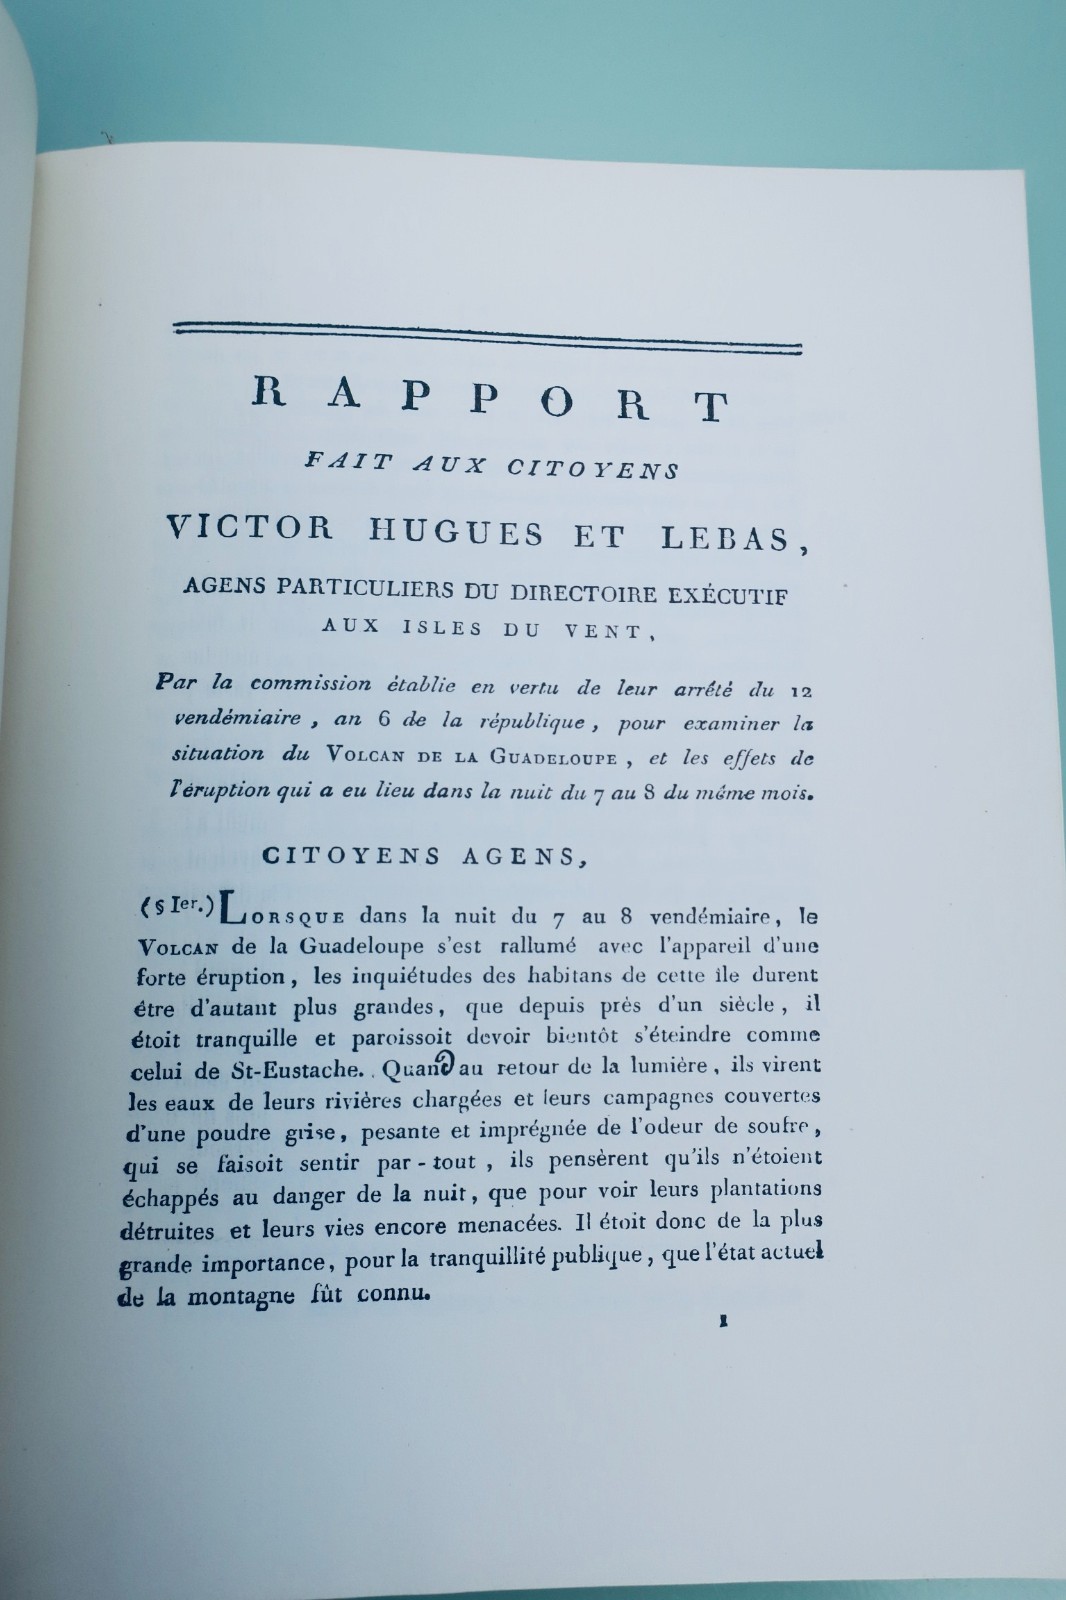 RAPPORT
FAIT AUX CITOYENS
VICTOR HUGUES ET LEBAS,
AGENS PARTICULIERS DU DIRECTOIRE EXÉCUTIF
AUX ISLES DU VENT,
Par la commission établie en vertu de leur arrêté du 12
vendémiaire, an 6 de la république, pour examiner la
situation du VOLCAN DE LA GUADELOUPE, et les effets de
l'éruption qui a eu lieu dans la nuit du 7 au 8 du même mois.
CITOYENS AGENS,
(§ Ier.) LORSQUE dans la nuit du 7 au 8 vendémiaire, le
VOLCAN de la Guadeloupe s'est rallumé avec l'appareil d'une
forte éruption, les inquiétudes des habitans de cette île durent
être d'autant plus grandes, que depuis près d'un siècle, il
étoit tranquille et paroissoit devoir bientôt s'éteindre comme
celui de St-Eustache. Quand au retour de la lumière, ils virent
les eaux de leurs rivières chargées et leurs campagnes couvertes
d'une poudre grise, pesante et imprégnée de l'odeur de soufre,
qui se faisoit sentir par-tout, ils pensèrent qu'ils n'étoient
échappés au danger de la nuit, que pour voir leurs plantations
détruites et leurs vies encore menacées. Il étoit donc de la plus
grande importance, pour la tranquillité publique, que l'état actuel
de la montagne fût connu.
1